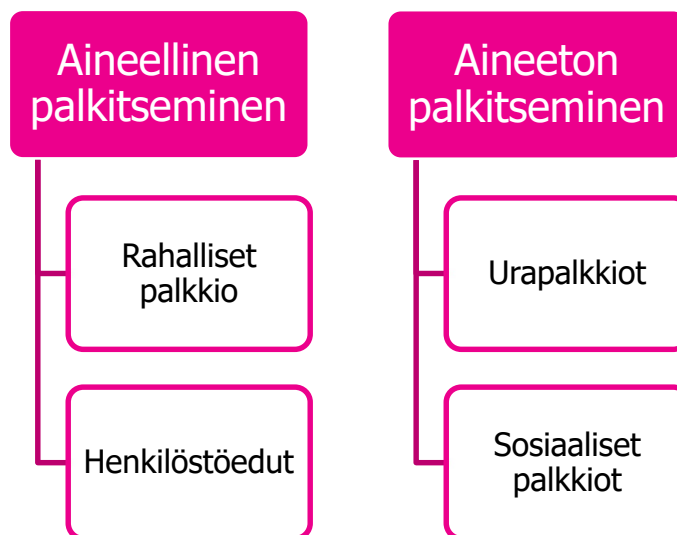 Aineellinen
palkitseminen
Rahalliset
palkkio
Henkilöstöedut
Aineeton
palkitseminen
Urapalkkiot
Sosiaaliset
palkkiot